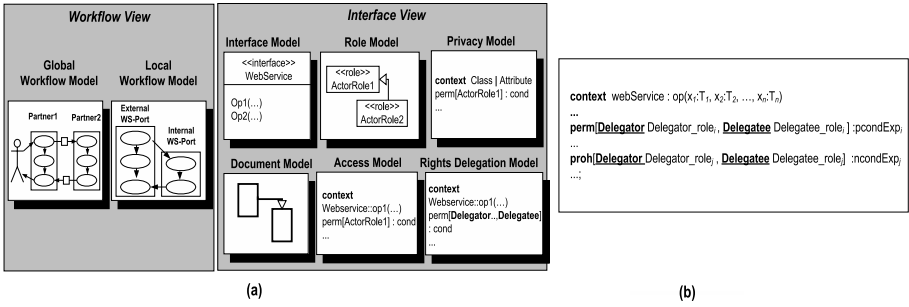 Workflow View
Global
Workflow Model
Local
Workflow Model
Partner1
Partner2
External
WS-Port
Internal
WS-Port
Interface View
Interface Model
<<interface>>
WebService
Op1(…)
Op2(…)
Role Model
<<role>>
ActorRole1
<<role>>
ActorRole2
Privacy Model
context Class | Attribute
perm[ActorRole1] : cond
...
Document Model
Access Model
context
Webservice::op1(…)
perm[ActorRole1] : cond
...
Rights Delegation Model
context
Webservice::op1(…)
perm[Delegator..,Delegatee]
: cond
...
(a)
context webService : op(x1:T1, x2:T2, …, xn:Tn)
...
perm[Delegator Delegator_rolei , Delegatee Delegatee_rolei ] :pcondExpi
...
proh[Delegator Delegator_rolej , Delegatee Delegatee_rolej] :ncondExpj
...;
(b)